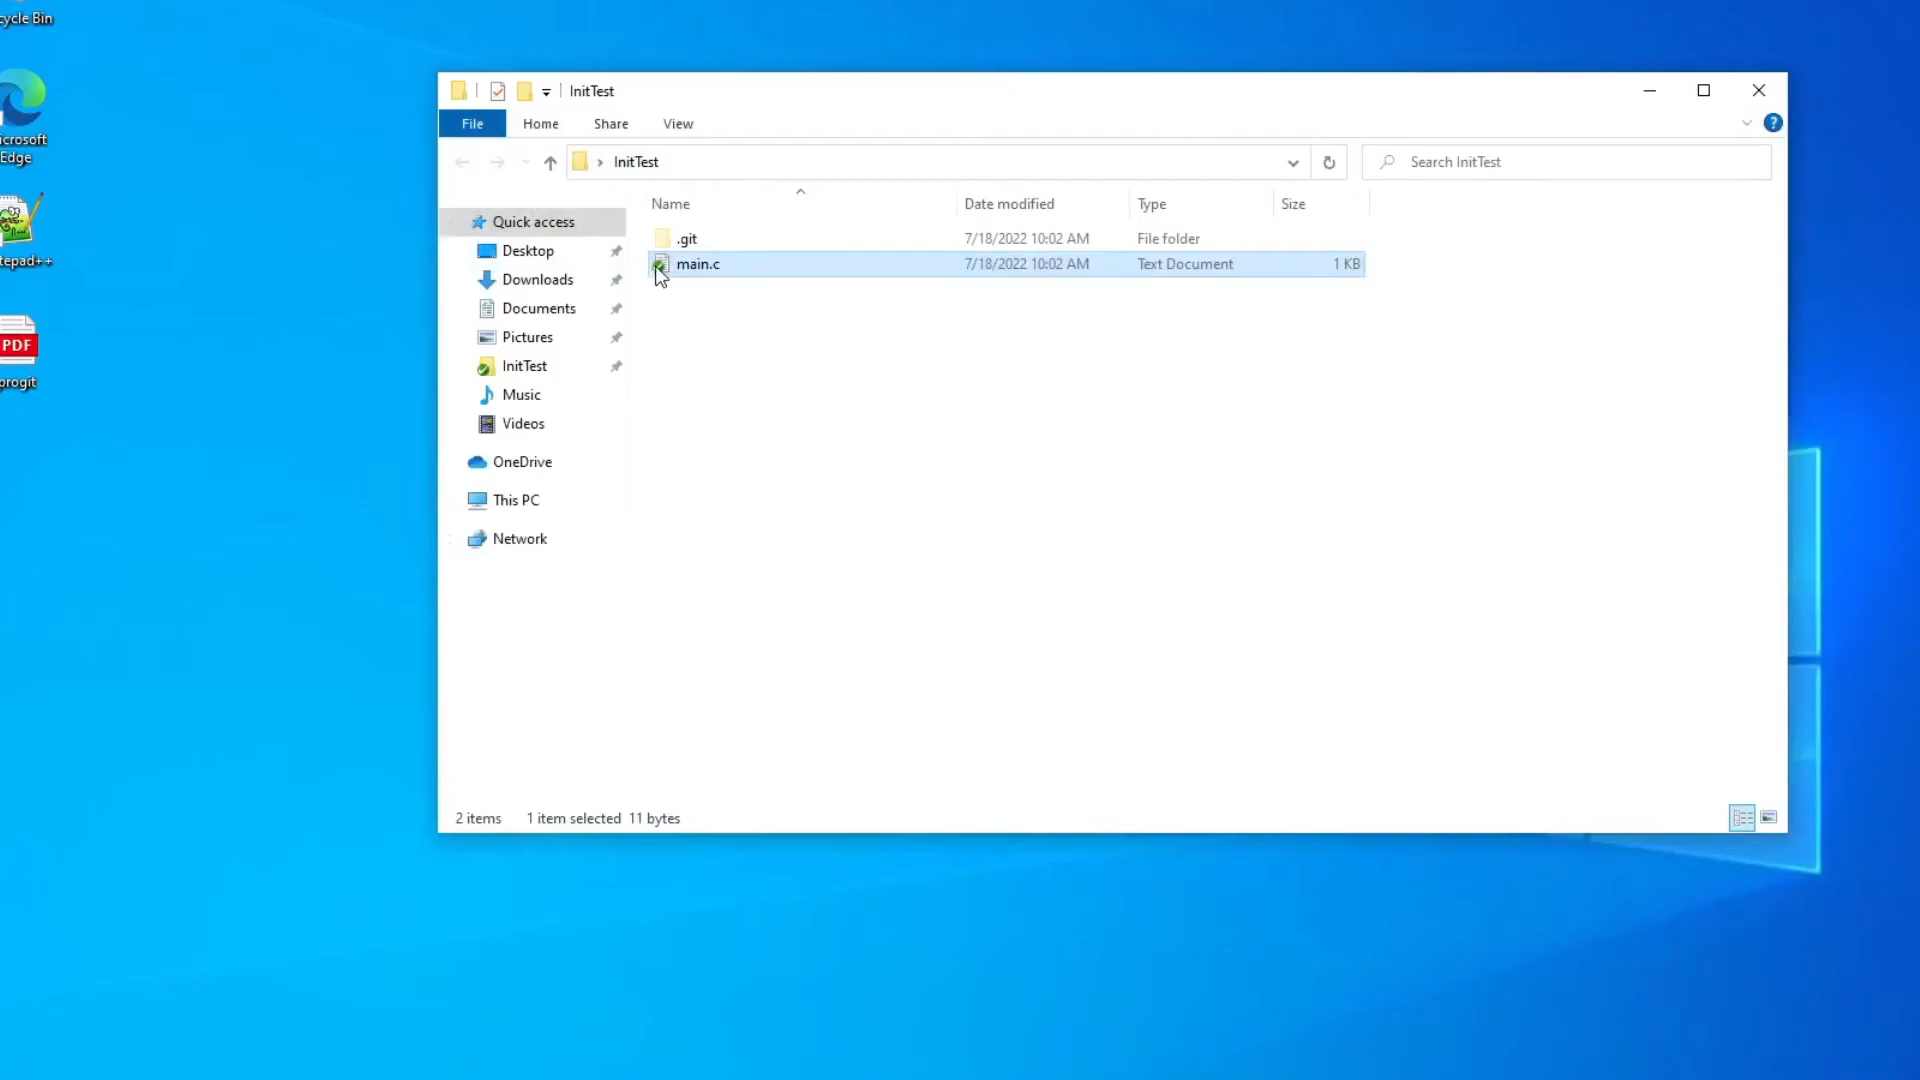 cycle Bin
icrosoft
Edge
tepad++
PDF
progit
InitTest
File Home Share View
InitTest
Search InitTest
Name Date modified Type Size
.git 7/18/2022 10:02 AM File folder
main.c 7/18/2022 10:02 AM Text Document 1 KB
Quick access
Desktop
Downloads
Documents
Pictures
InitTest
Music
Videos
OneDrive
This PC
Network
2 items 1 item selected 11 bytes